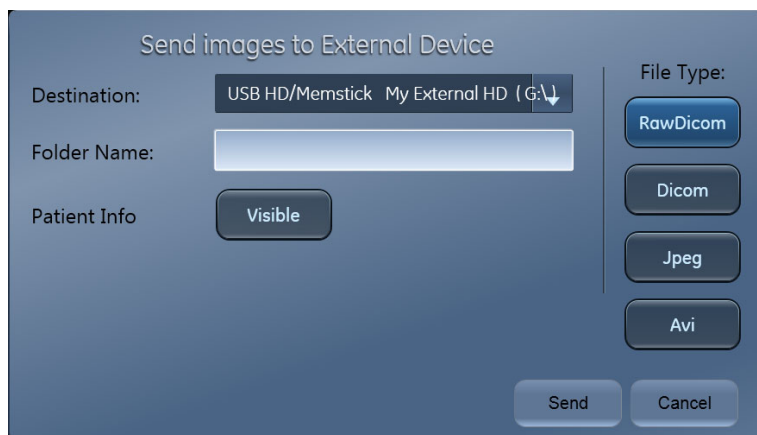 Send images to External Device
Destination:
USB HD/Memstick My External HD ( G:\)
Folder Name:
Patient Info
Visible
File Type:
RawDicom
Dicom
Jpeg
Avi
Send
Cancel